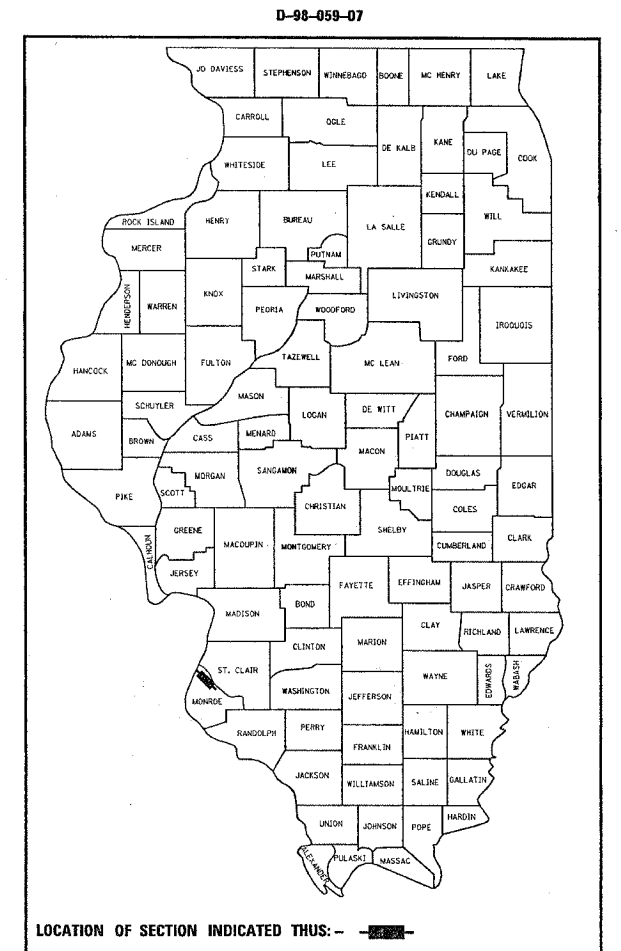 D-98-059-07
JO DAVIESS STEPHENSON WINNEBAGO BOONE MC HENRY LAKE
CARROLL OGLE
DE KALB KANE DU PAGE COOK
WHITESIDE LEE
KENDALL
ROCK ISLAND HENRY BUREAU LA SALLE WILL
MERCER PUTNAM GRUNDY
STARK MARSHALL KANKAKEE
HENDERSON WARREN KNOX PEORIA WOODFORD LIVINGSTON IROQUOIS
HANCOCK MC DONOUGH FULTON TAZEWELL MC LEAN FORD
MASON
SCHUYLER LOGAN DE WITT CHAMPAIGN VERMILION
ADAMS BROWN CASS MENARD MACON PIATT
MORGAN SANGAMON DOUGLAS
PIKE SCOTT CHRISTIAN MOULTRIE EDGAR
COLES
GREENE MACOUPIN MONTGOMERY SHELBY CUMBERLAND CLARK
CALHOUN
JERSEY FAYETTE EFFINGHAM JASPER CRAWFORD
MADISON BOND CLAY RICHLAND LAWRENCE
CLINTON MARION
ST. CLAIR WAYNE EDWARDS WABASH
MONROE WASHINGTON JEFFERSON
RANDOLPH PERRY HAMILTON WHITE
FRANKLIN
JACKSON WILLIAMSON SALINE GALLATIN
UNION JOHNSON POPE HARDIN
ALEXANDER PULASKI MASSAC
LOCATION OF SECTION INDICATED THUS: -